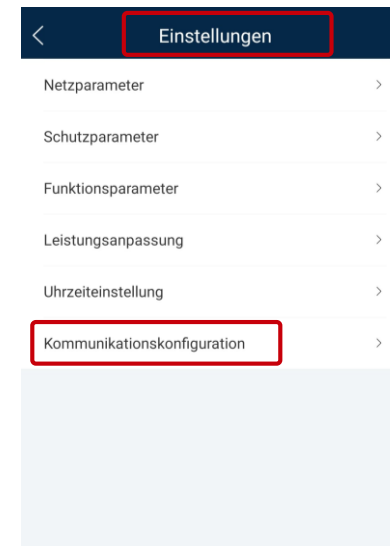 Einstellungen
Netzparameter
Schutzparameter
Funktionsparameter
Leistungsanpassung
Uhrzeiteinstellung
Kommunikationskonfiguration